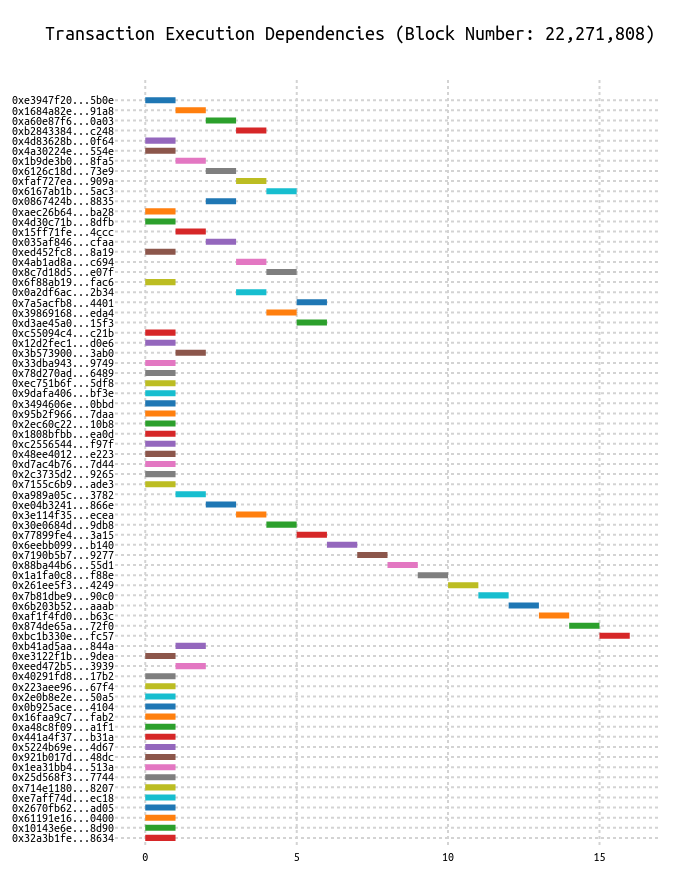 Transaction Execution Dependencies (Block Number: 22,271,808)
0xe3947f20...5b0e
0x1684a82e...91a8
0xa60e87f6...0a03
0xb2843384...c248
0x4d83628b...0f64
0x4a30224e...554e
0x1b9de3b0...8fa5
0x6126c18d...73e9
0xfaf727ea...909a
0x6167ab1b...5ac3
0x0867424b...8835
0xaec26b64...ba28
0x4d30c71b...8dfb
0x15ff71fe...4ccc
0x035af846...cfaa
0xed452fc8...8a19
0x4ab1ad8a...c694
0x8c7d18d5...e07f
0x6f88ab19...fac6
0x0a2df6ac...2b34
0x7a5acfb8...4401
0x39869168...eda4
0xd3ae45a0...15f3
0xc55094c4...c21b
0x12d2fec1...d0e6
0x3b573900...3ab0
0x33dba943...9749
0x78d270ad...6489
0xec751b6f...5df8
0x9dafa406...bf3e
0x3494606e...0bbd
0x95b2f966...7daa
0x2ec60c22...10b8
0x1808bfbb...ea0d
0xc2556544...f97f
0x48ee4012...e223
0xd7ac4b76...7d44
0x2c3735d2...9265
0x7155c6b9...ade3
0xa989a05c...3782
0xe04b3241...866e
0x3e114f35...ecea
0x30e0684d...9db8
0x77899fe4...3a15
0x6eebb099...b140
0x7190b5b7...9277
0x88ba44b6...55d1
0x1a1fa0c8...f88e
0x261ee5f3...4249
0x7b81dbe9...90c0
0x6b203b52...aaab
0xaf1f4fd0...b63c
0x874de65a...72f0
0xbc1b330e...fc57
0xb41ad5aa...844a
0xe3122f1b...9dea
0xeed472b5...3939
0x40291fd8...17b2
0x223aee96...67f4
0x2e0b8e2e...50a5
0x0b925ace...4104
0x16faa9c7...fab2
0xa48c8f09...a1f1
0x441a4f37...b31a
0x5224b69e...4d67
0x921b017d...48dc
0x1ea31bb4...513a
0x25d568f3...7744
0x714e1180...8207
0xe7aff74d...ec18
0x2670fb62...ad05
0x61191e16...0400
0x10143e6e...8d90
0x32a3b1fe...8634
0 5 10 15